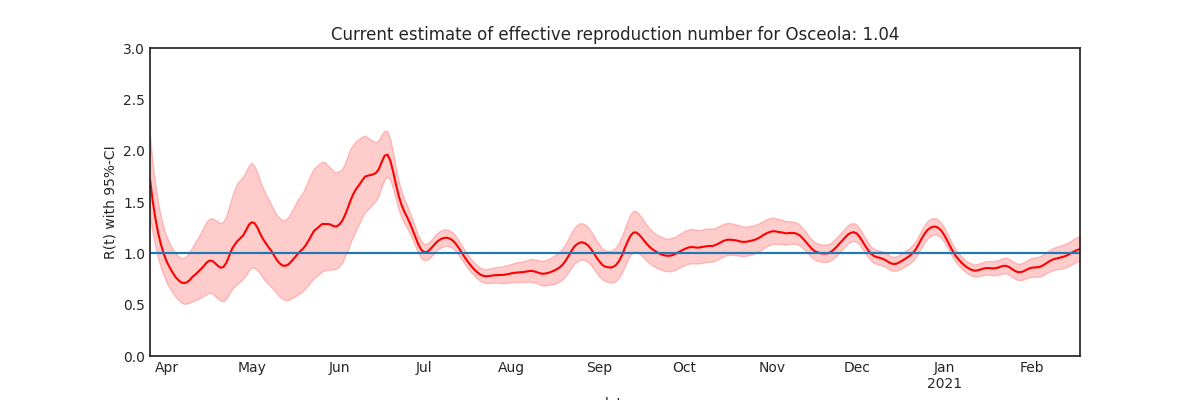 Current estimate of effective reproduction number for Osceola: 1.04
R(t) with 95%-CI
3.0
2.5
2.0
1.5
1.0
0.5
0.0
Apr May Jun Jul Aug Sep Oct Nov Dec Jan Feb
2021